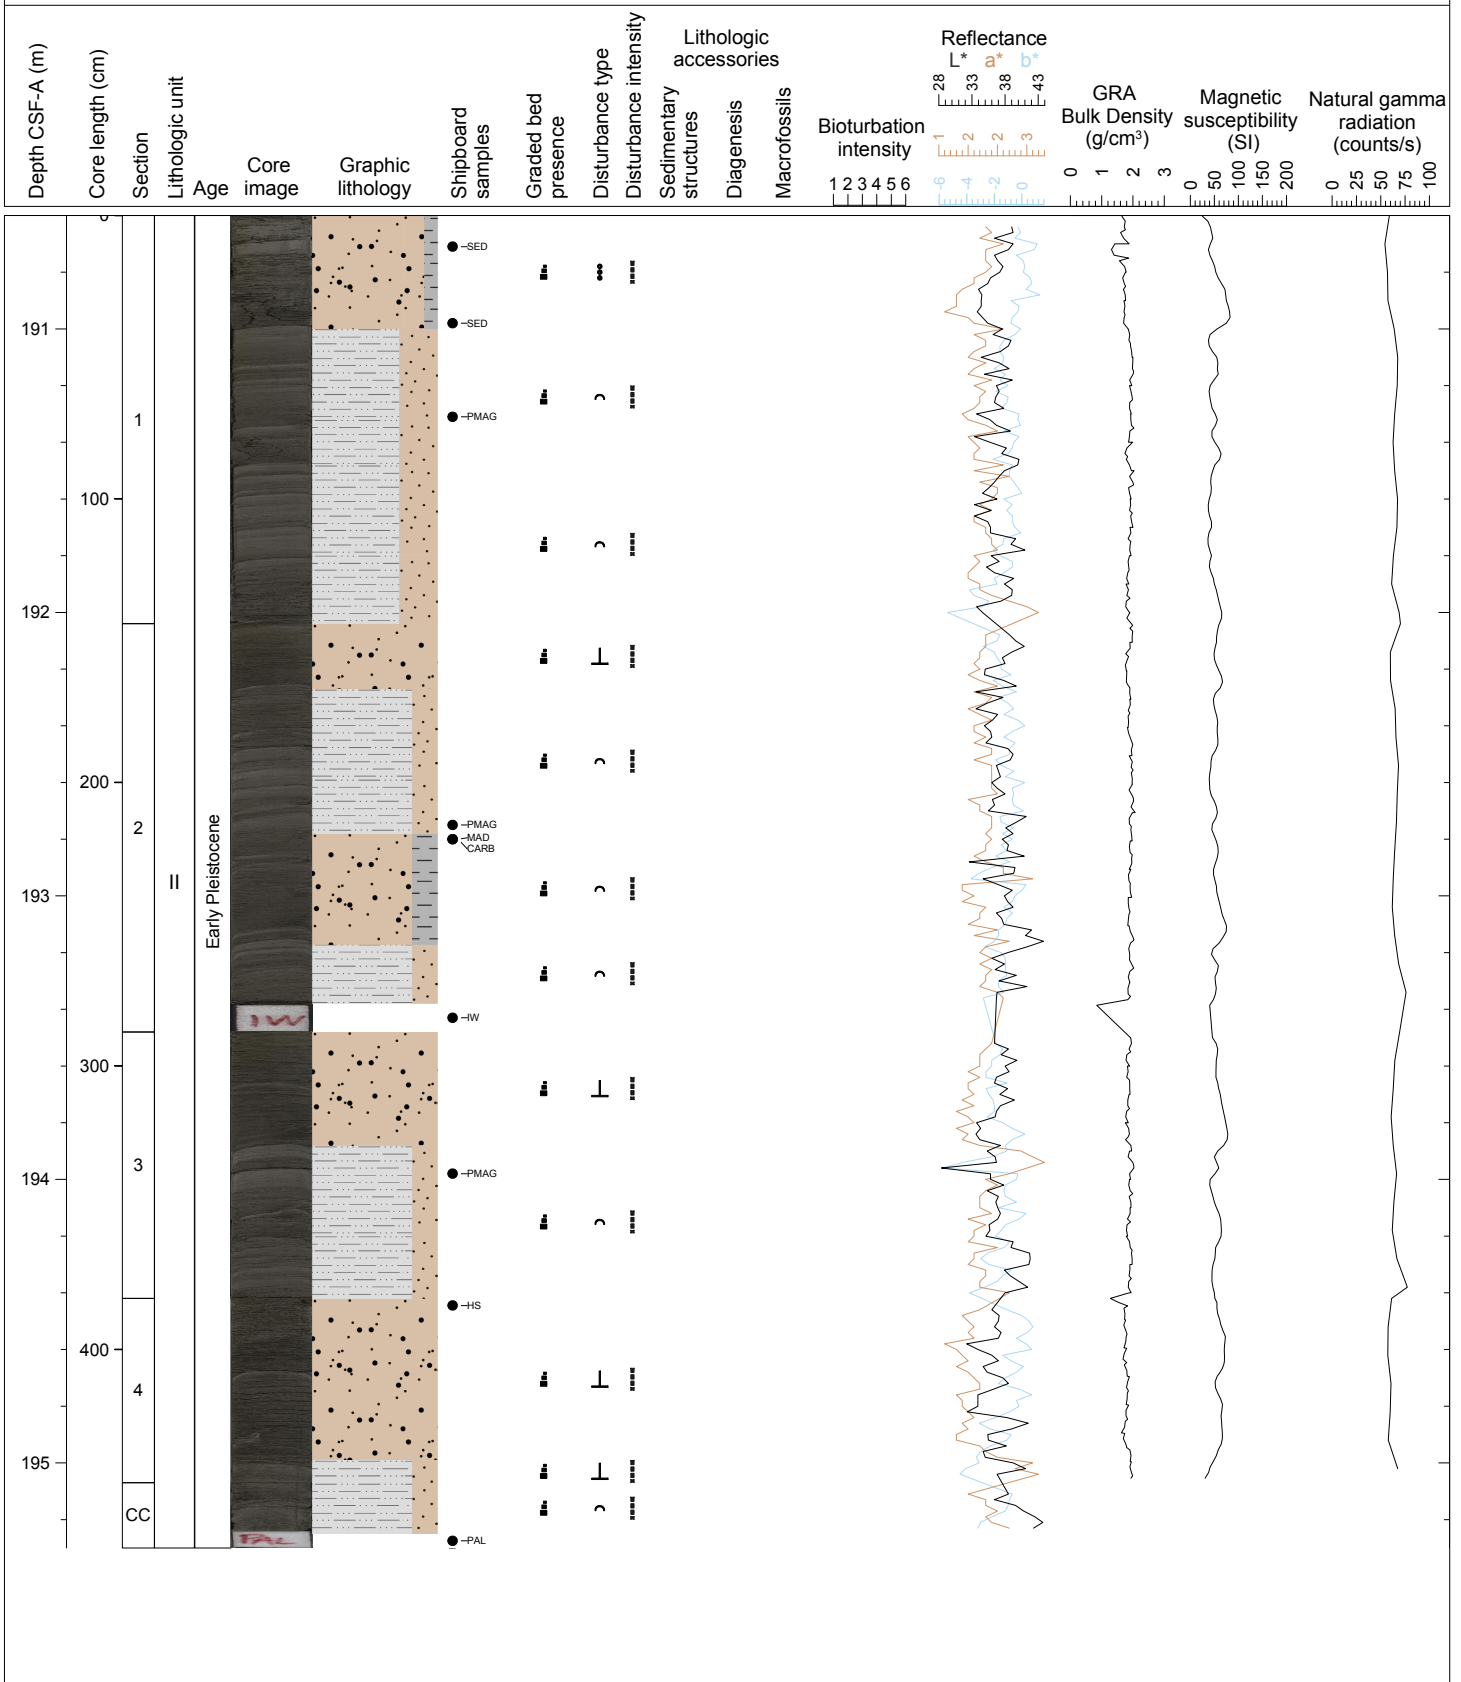 Depth CSF-A (m)
Core length (cm)
Section
Lithologic unit
Age
Core
image
Graphic
lithology
Shipboard
samples
Graded bed
presence
Disturbance type
Disturbance intensity
Lithologic
accessories
Sedimentary
structures
Diagenesis
Macrofossils
Bioturbation
intensity
1 2 3 4 5 6
Reflectance
L* a* b*
28 33 38 43
1 2 2 3
-6 -4 -2 0
GRA
Bulk Density
(g/cm³)
0 1 2 3
Magnetic
susceptibility
(SI)
0 50 100 150 200
Natural gamma
radiation
(counts/s)
0 25 50 75 100
0
SED
191
SED
1
PMAG
100
192
200
2
PMAG
MAD
CARB
II
Early Pleistocene
193
IW
IW
300
3
PMAG
194
HS
400
4
195
CC
PAL
PAL